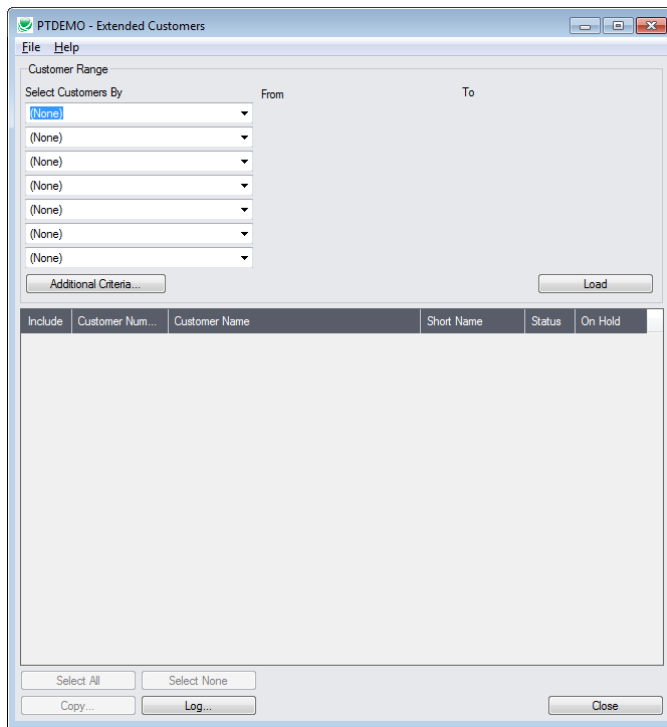 PTDEMO - Extended Customers
File Help
Customer Range
Select Customers By From To
(None)
(None)
(None)
(None)
(None)
(None)
(None)
Additional Criteria... Load
Include Customer Num... Customer Name Short Name Status On Hold
Select All Select None
Copy... Log... Close